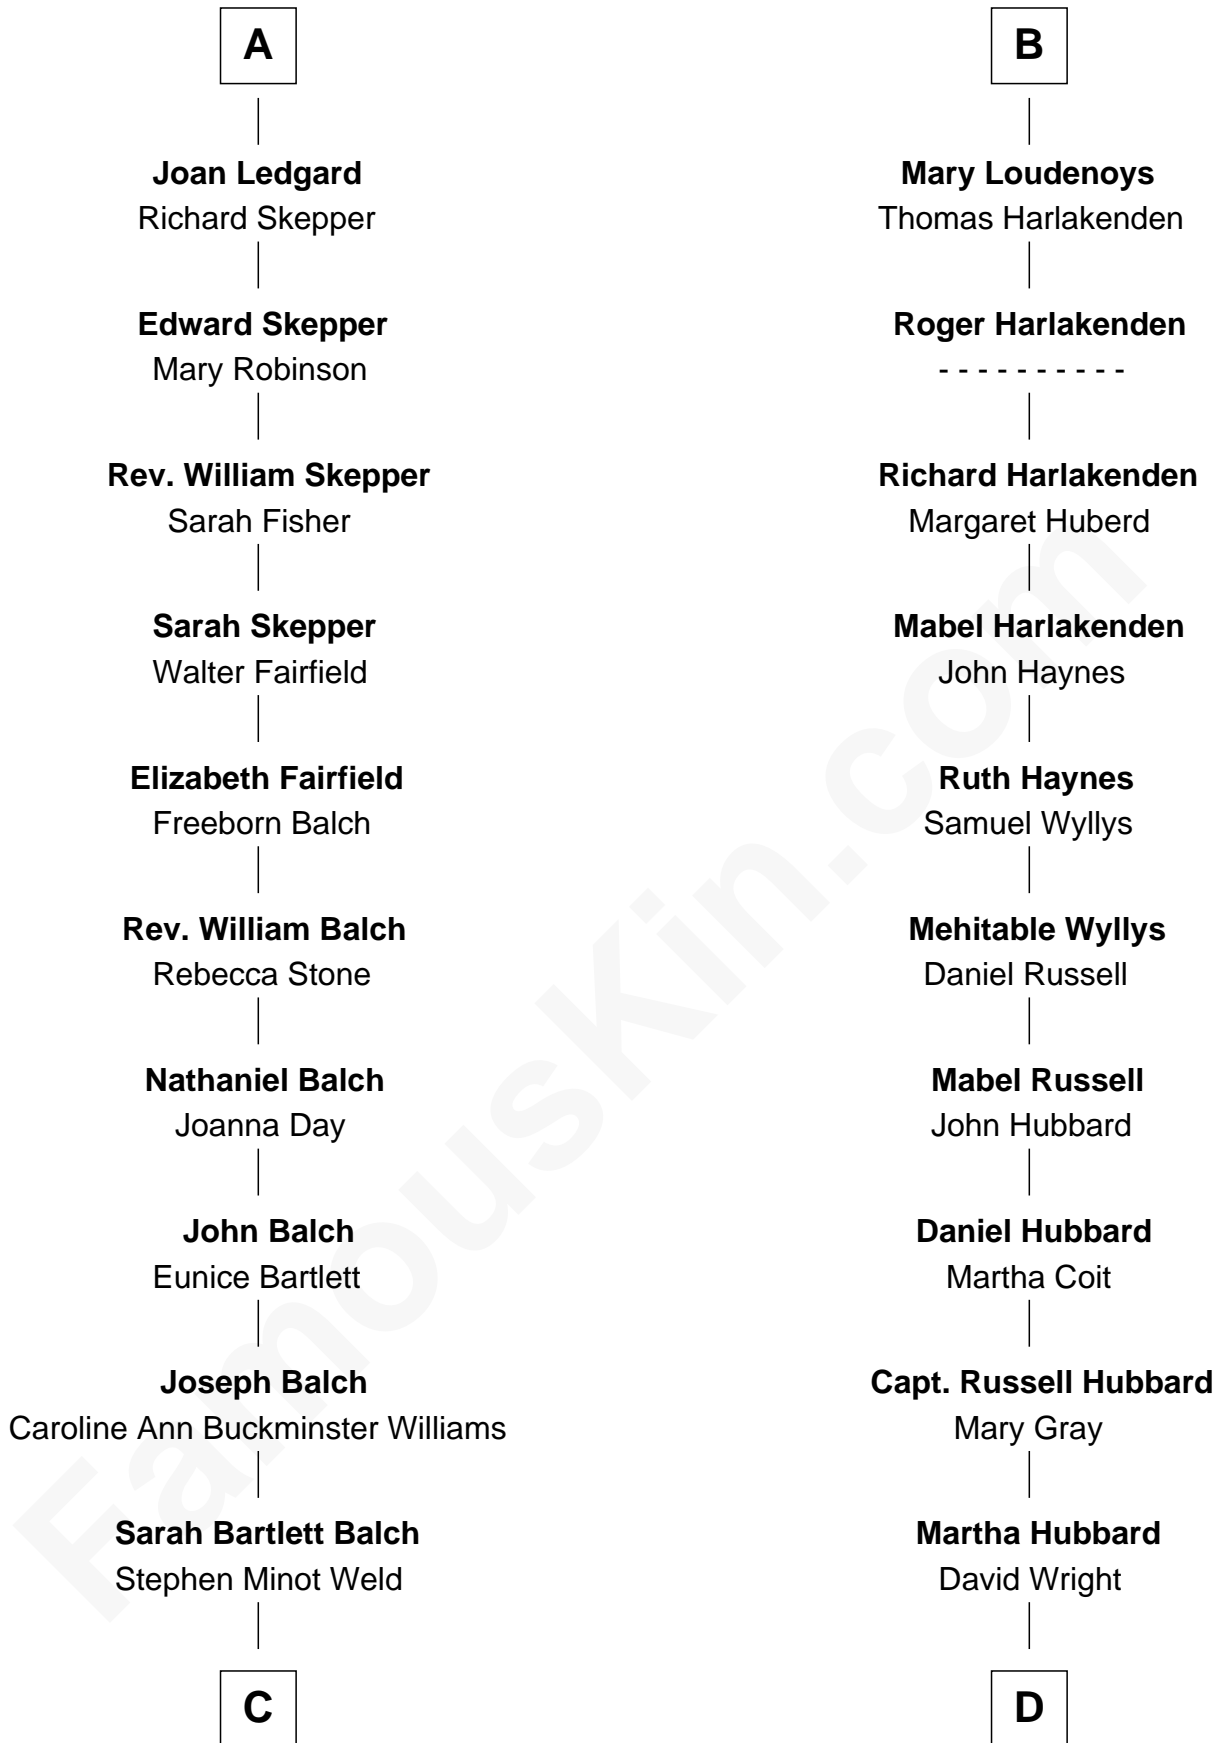 A
Joan Ledgard
Richard Skepper
Edward Skepper
Mary Robinson
Rev. William Skepper
Sarah Fisher
Sarah Skepper
Walter Fairfield
Elizabeth Fairfield
Freeborn Balch
Rev. William Balch
Rebecca Stone
Nathaniel Balch
Joanna Day
John Balch
Eunice Bartlett
Joseph Balch
Caroline Ann Buckminster Williams
Sarah Bartlett Balch
Stephen Minot Weld
C
B
Mary Loudenoys
Thomas Harlakenden
Roger Harlakenden
- - - - - - - - - -
Richard Harlakenden
Margaret Huberd
Mabel Harlakenden
John Haynes
Ruth Haynes
Samuel Wyllys
Mehitable Wyllys
Daniel Russell
Mabel Russell
John Hubbard
Daniel Hubbard
Martha Coit
Capt. Russell Hubbard
Mary Gray
Martha Hubbard
David Wright
D
FamousKin.com